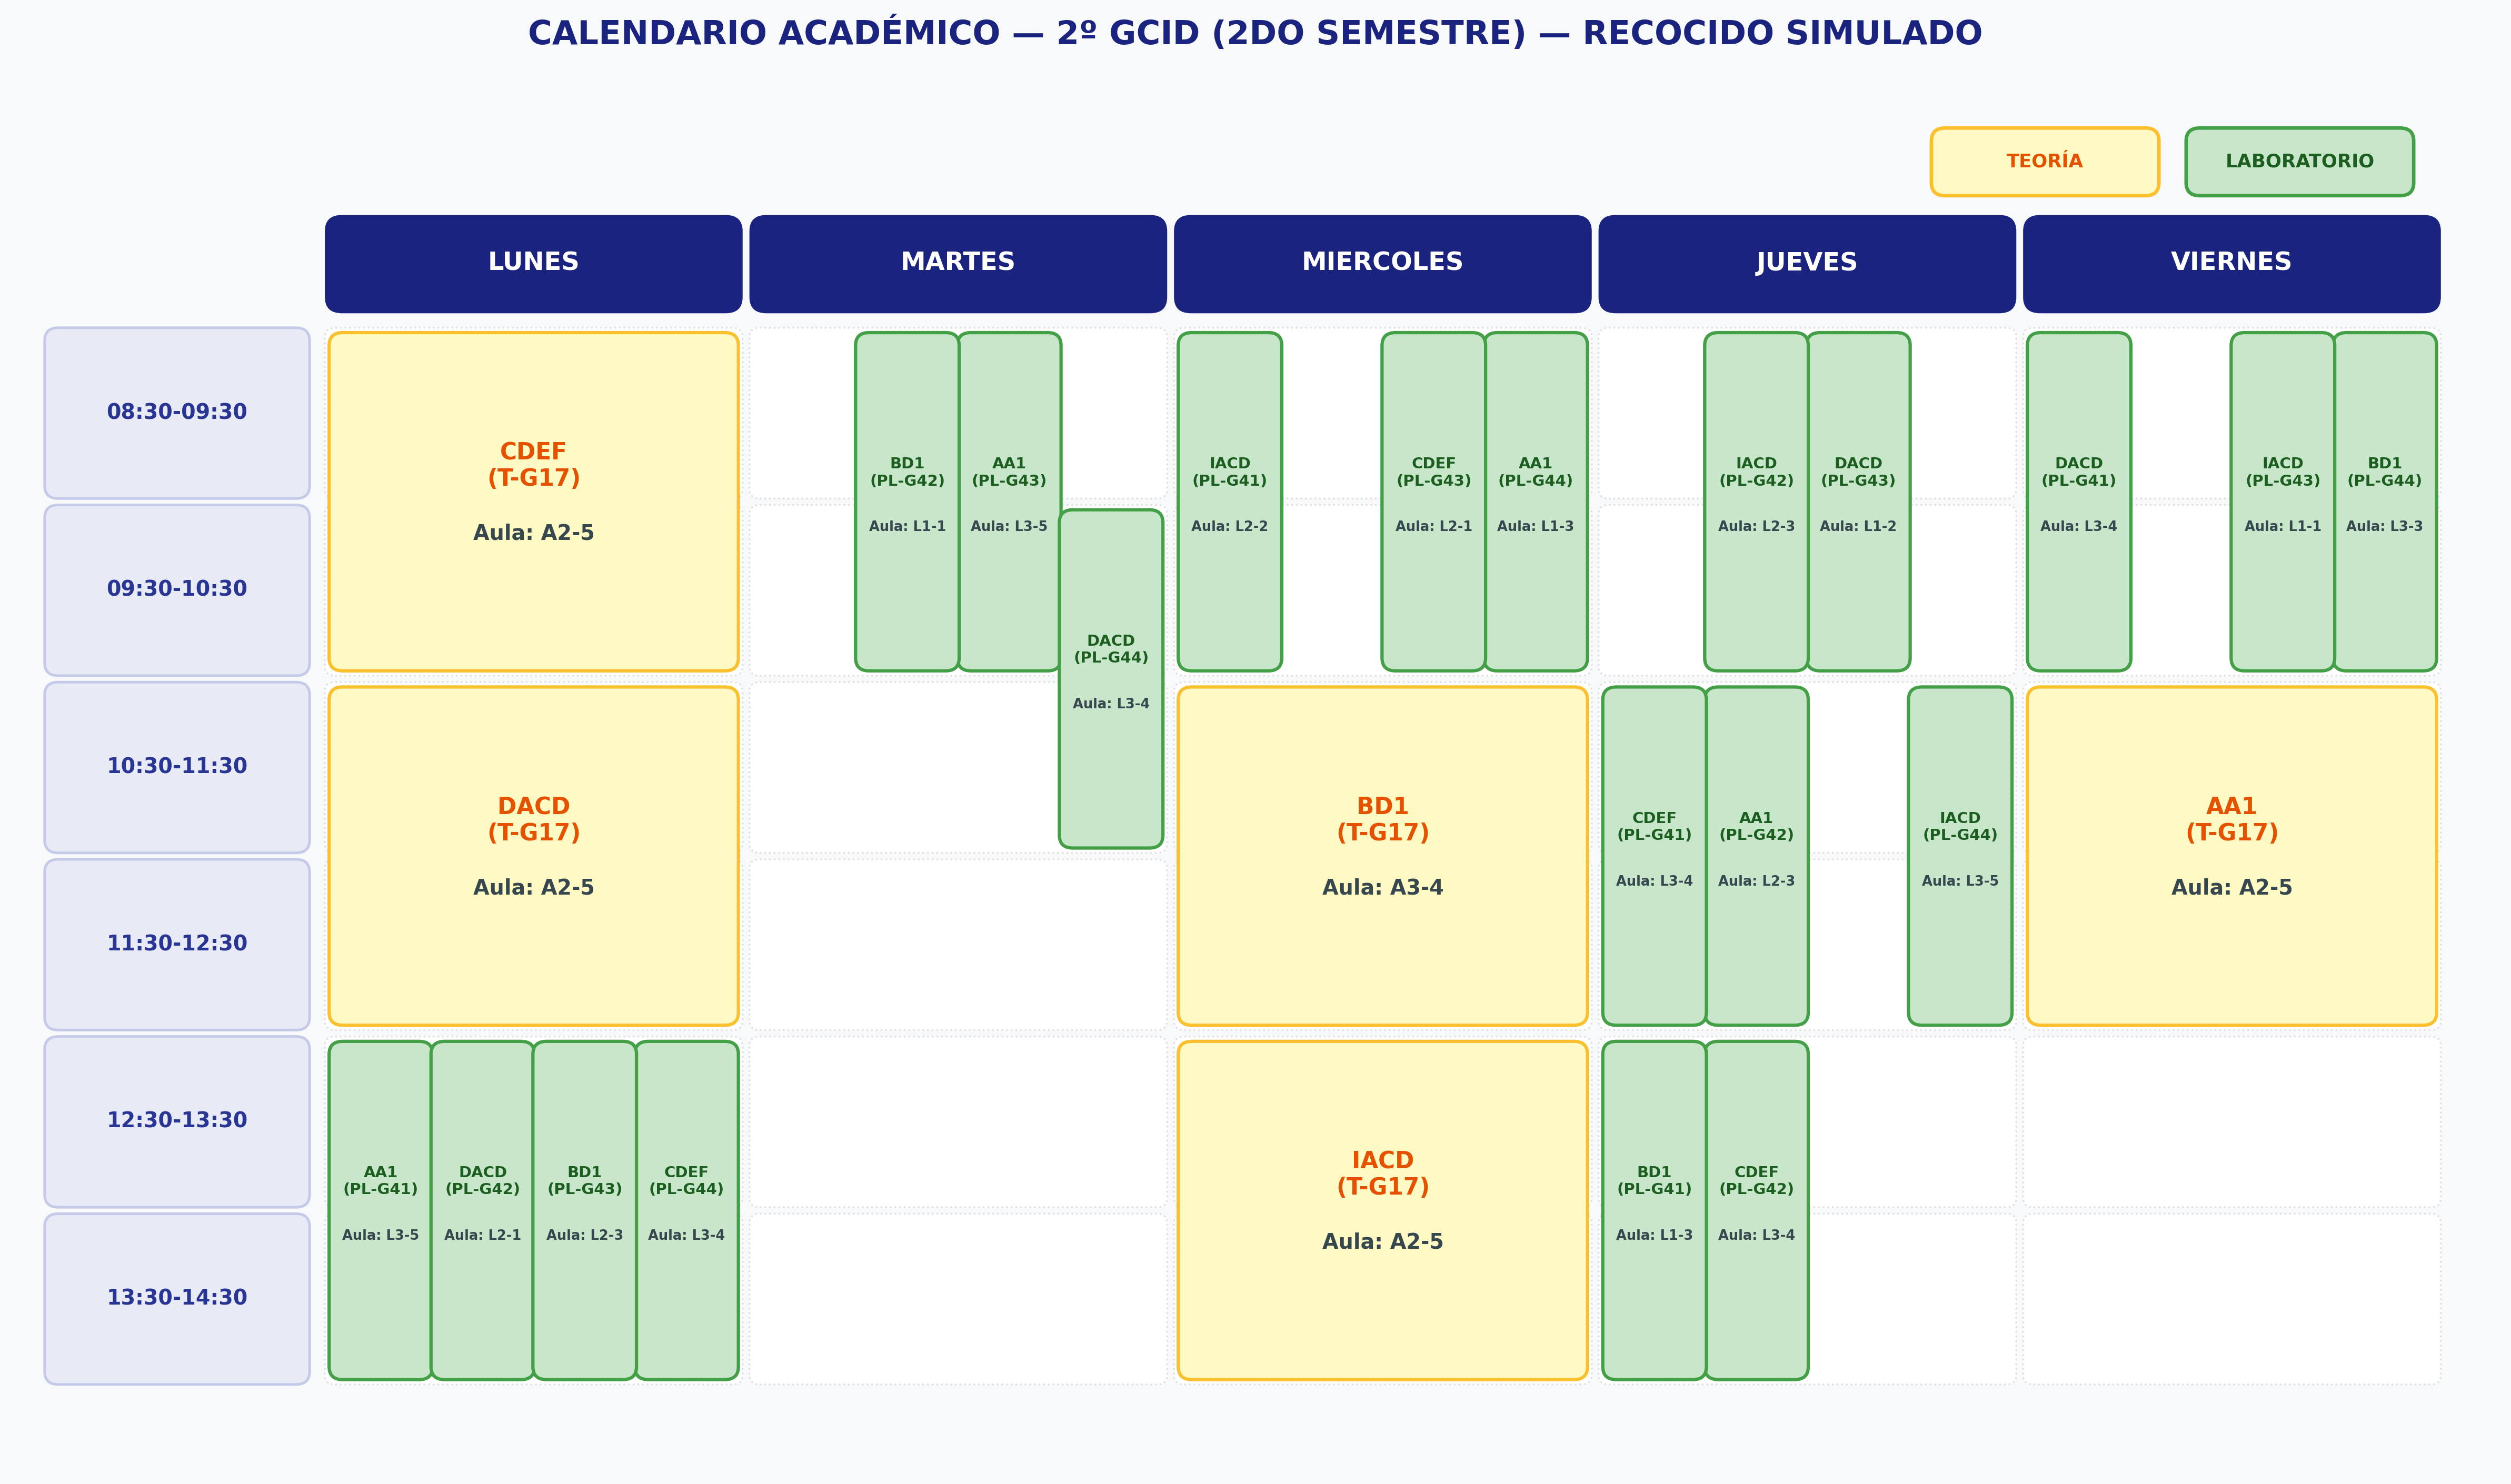 CALENDARIO ACADÉMICO — 2º GCID (2DO SEMESTRE) — RECOCIDO SIMULADO
TEORÍA
LABORATORIO
LUNES
MARTES
MIERCOLES
JUEVES
VIERNES
08:30-09:30
09:30-10:30
10:30-11:30
11:30-12:30
12:30-13:30
13:30-14:30
CDEF
(T-G17)
Aula: A2-5
DACD
(T-G17)
Aula: A2-5
AA1
(PL-G41)
Aula: L3-5
DACD
(PL-G42)
Aula: L2-1
BD1
(PL-G43)
Aula: L2-3
CDEF
(PL-G44)
Aula: L3-4
BD1
(PL-G42)
Aula: L1-1
AA1
(PL-G43)
Aula: L3-5
DACD
(PL-G44)
Aula: L3-4
IACD
(PL-G41)
Aula: L2-2
CDEF
(PL-G43)
Aula: L2-1
AA1
(PL-G44)
Aula: L1-3
BD1
(T-G17)
Aula: A3-4
IACD
(T-G17)
Aula: A2-5
IACD
(PL-G42)
Aula: L2-3
DACD
(PL-G43)
Aula: L1-2
CDEF
(PL-G41)
Aula: L3-4
AA1
(PL-G42)
Aula: L2-3
IACD
(PL-G44)
Aula: L3-5
BD1
(PL-G41)
Aula: L1-3
CDEF
(PL-G42)
Aula: L3-4
DACD
(PL-G41)
Aula: L3-4
IACD
(PL-G43)
Aula: L1-1
BD1
(PL-G44)
Aula: L3-3
AA1
(T-G17)
Aula: A2-5